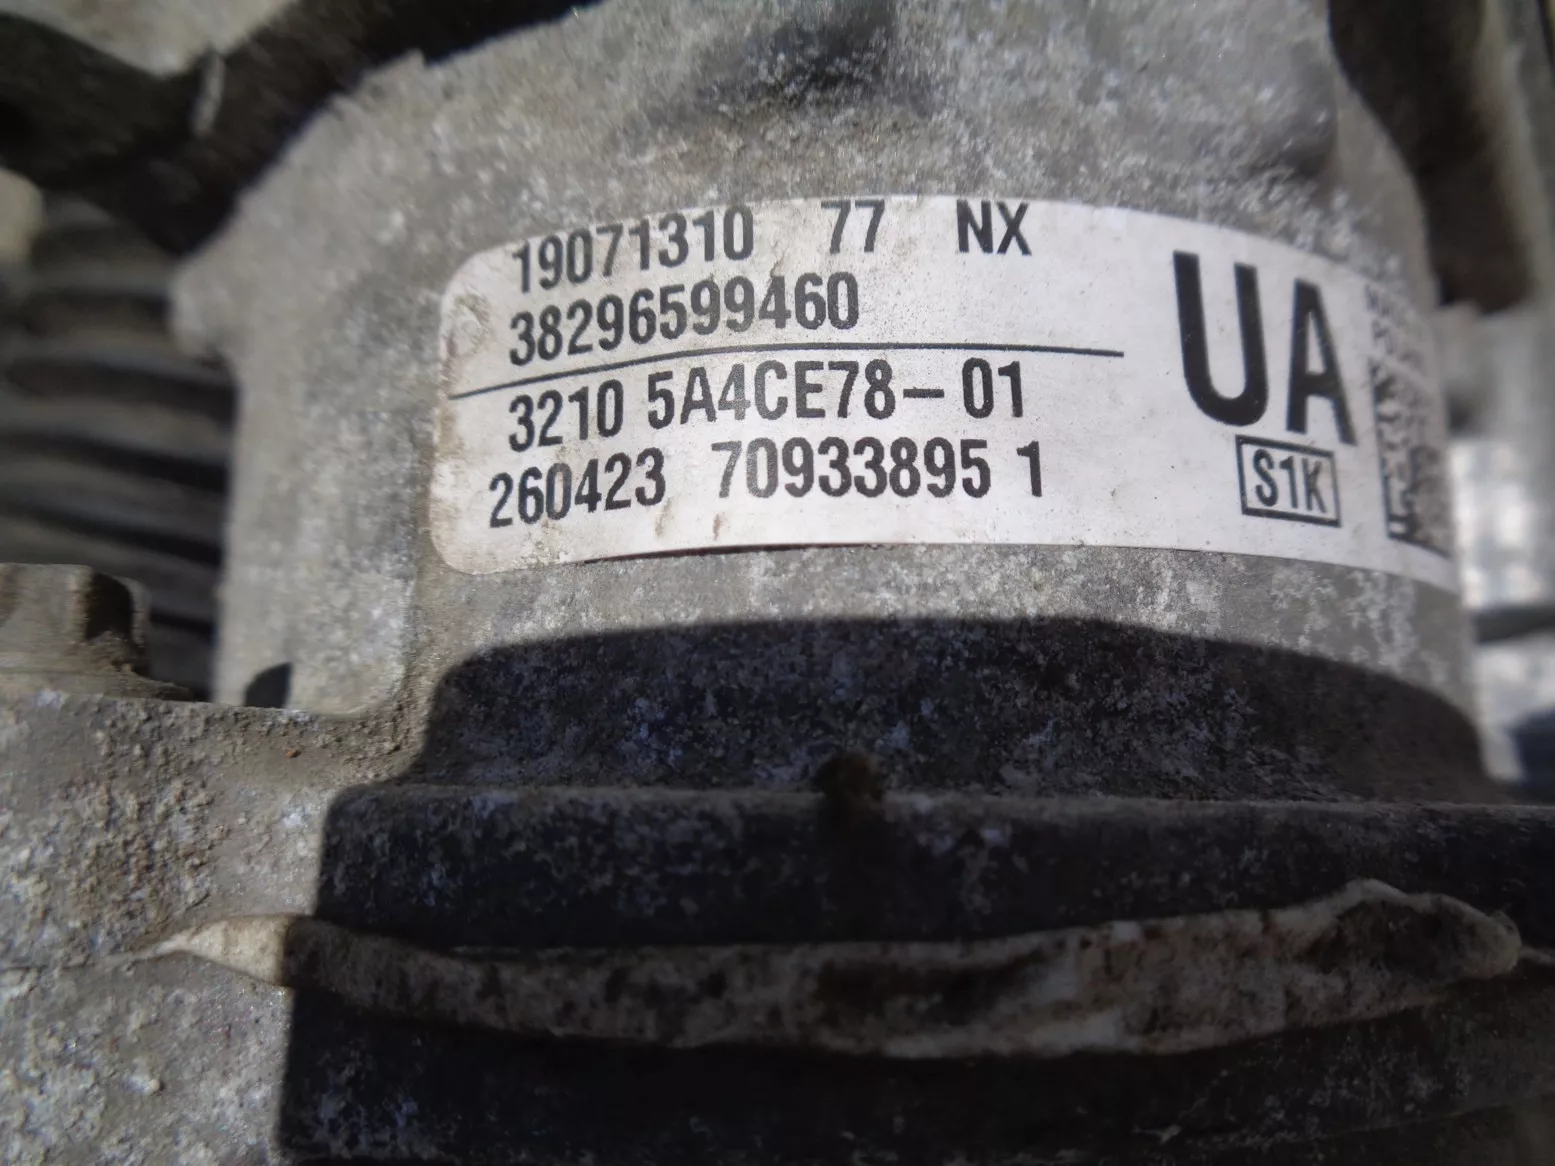 19071310 77 NX
38296599460
3210 5A4CE78-01
260423 70933895 1
UA
S1K